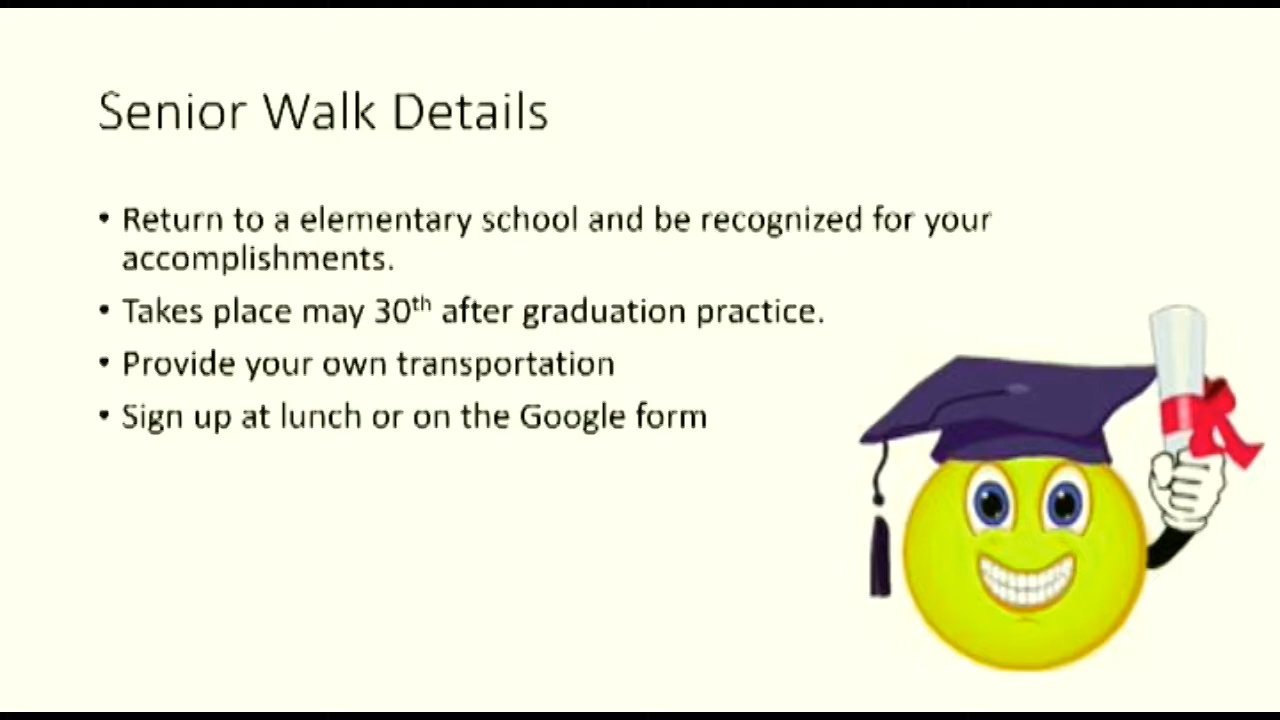 Senior Walk Details
• Return to a elementary school and be recognized for your
accomplishments.
• Takes place may 30th after graduation practice.
• Provide your own transportation
• Sign up at lunch or on the Google form